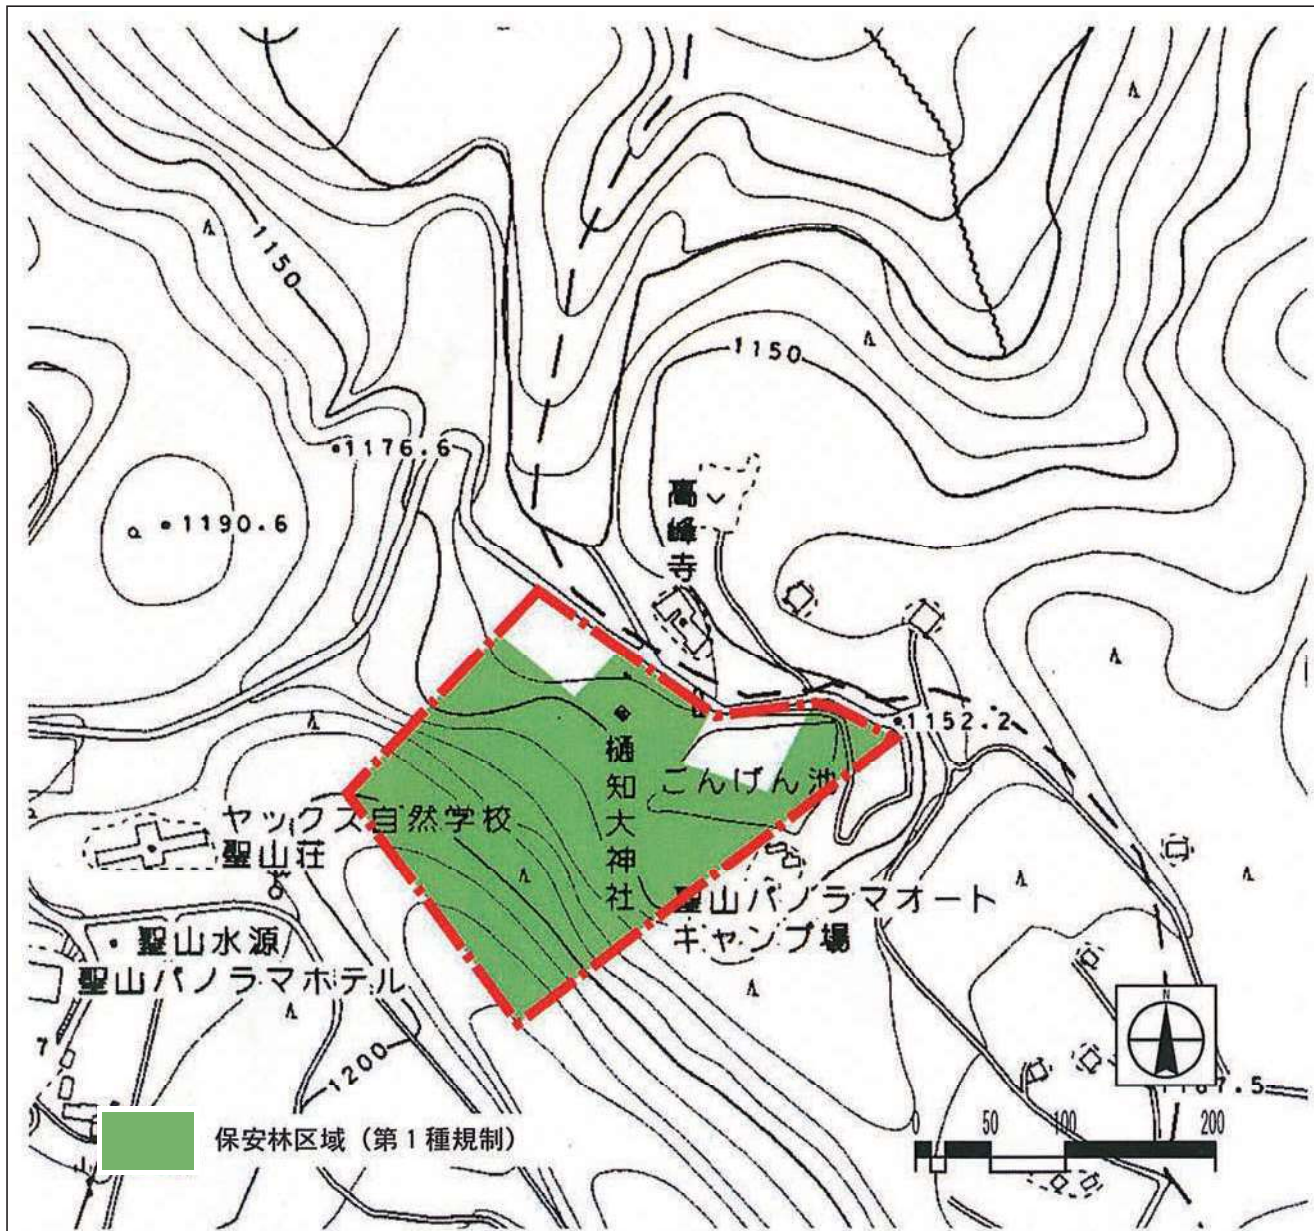 1150
1150
1176.6
1190.6
高峰寺
1152.2
樋知大神社
ごんげん池
ヤックス自然学校
聖山荘
聖山パノラマオート
キャンプ場
聖山水源
聖山パノラマホテル
1200
7
N
7.5
0 50 100 200
保安林区域（第1種規制）